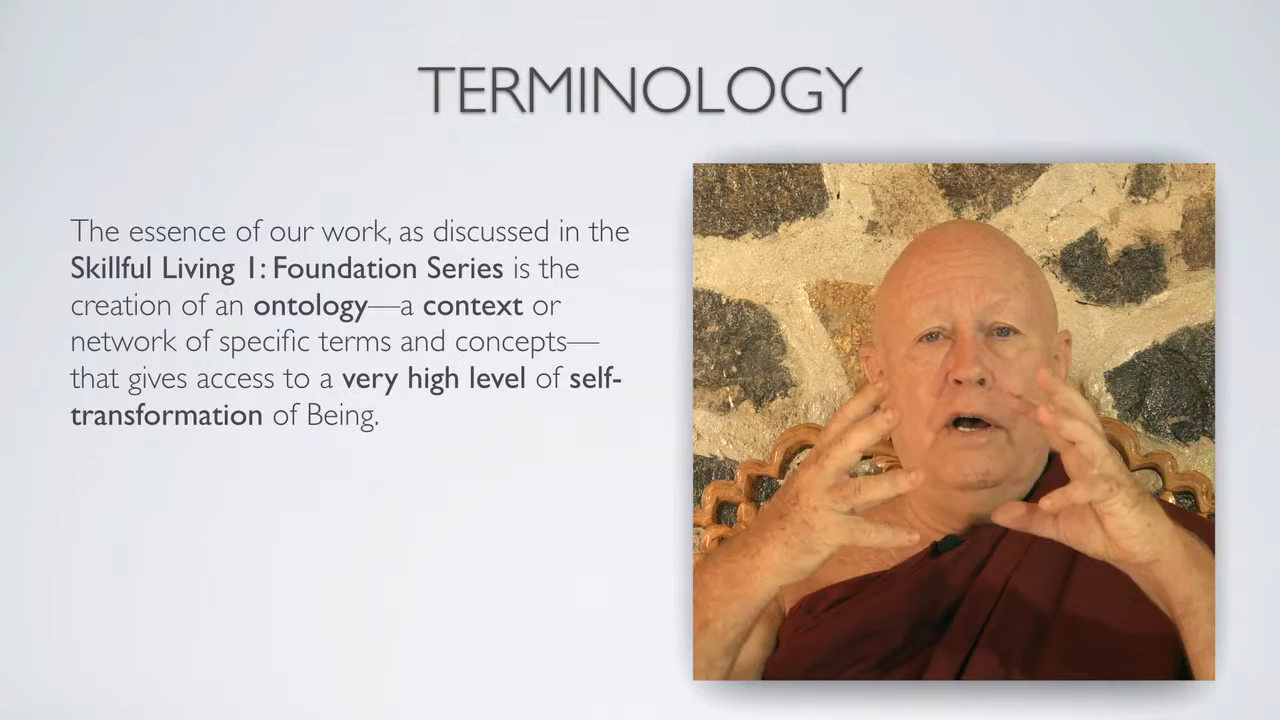 TERMINOLOGY
The essence of our work, as discussed in the
Skillful Living 1: Foundation Series is the
creation of an ontology—a context or
network of specific terms and concepts—
that gives access to a very high level of self-
transformation of Being.